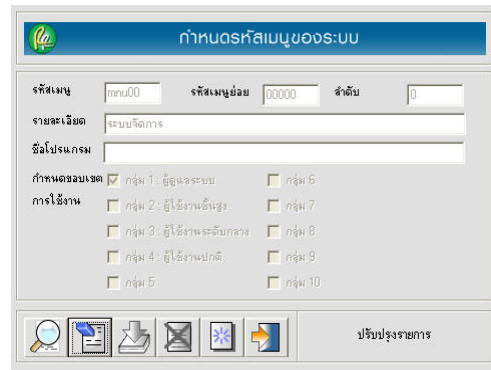 กำหนดรหัสเมนูของระบบ
รหัสเมนู mnu00 รหัสเมนูย่อย 00000 ลำดับ 0
รายละเอียด ระบบจัดการ
ชื่อโปรแกรม
กำหนดขอบเขต กลุ่ม 1 : ผู้ดูแลระบบ กลุ่ม 6
การใช้งาน กลุ่ม 2 : ผู้ใช้งานชั้นสูง กลุ่ม 7
กลุ่ม 3 : ผู้ใช้งานระดับกลาง กลุ่ม 8
กลุ่ม 4 : ผู้ใช้งานปกติ กลุ่ม 9
กลุ่ม 5 กลุ่ม 10
ปรับปรุงรายการ